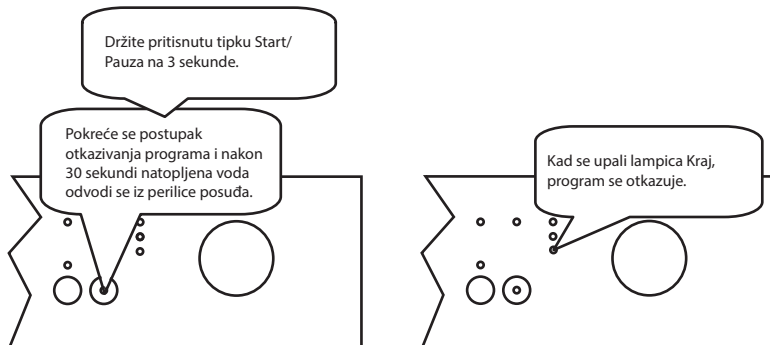 Držite pritisnutu tipku Start/
Pauza na 3 sekunde.
Pokreće se postupak
otkazivanja programa i nakon
30 sekundi natopljena voda
odvodi se iz perilice posuđa.
Kad se upali lampica Kraj,
program se otkazuje.